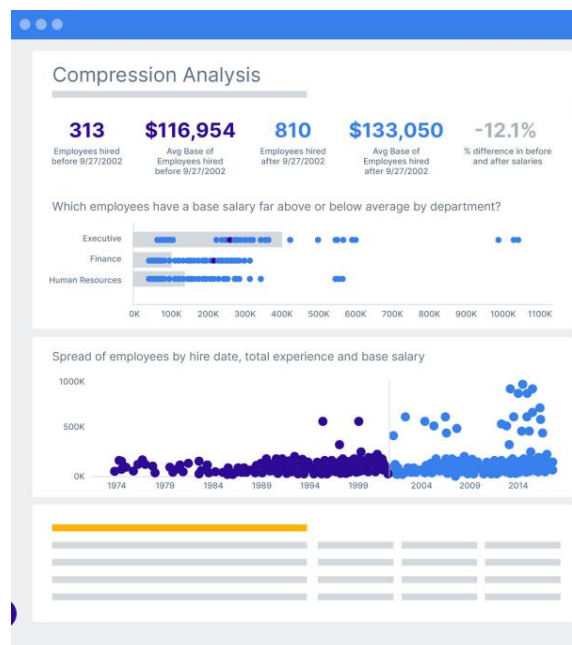 Compression Analysis
313
$116,954
810
$133,050
-12.1%
Employees hired
before 9/27/2002
Avg Base of
Employees hired
before 9/27/2002
Employees hired
after 9/27/2002
Avg Base of
Employees hired
after 9/27/2002
% difference in before
and after salaries
Which employees have a base salary far above or below average by department?
Executive
Finance
Human Resources
0K 100K 200K 300K 400K 500K 600K 700K 800K 900K 1000K 1100K
Spread of employees by hire date, total experience and base salary
1000K
500K
0K
1974 1979 1984 1989 1994 1999 2004 2009 2014